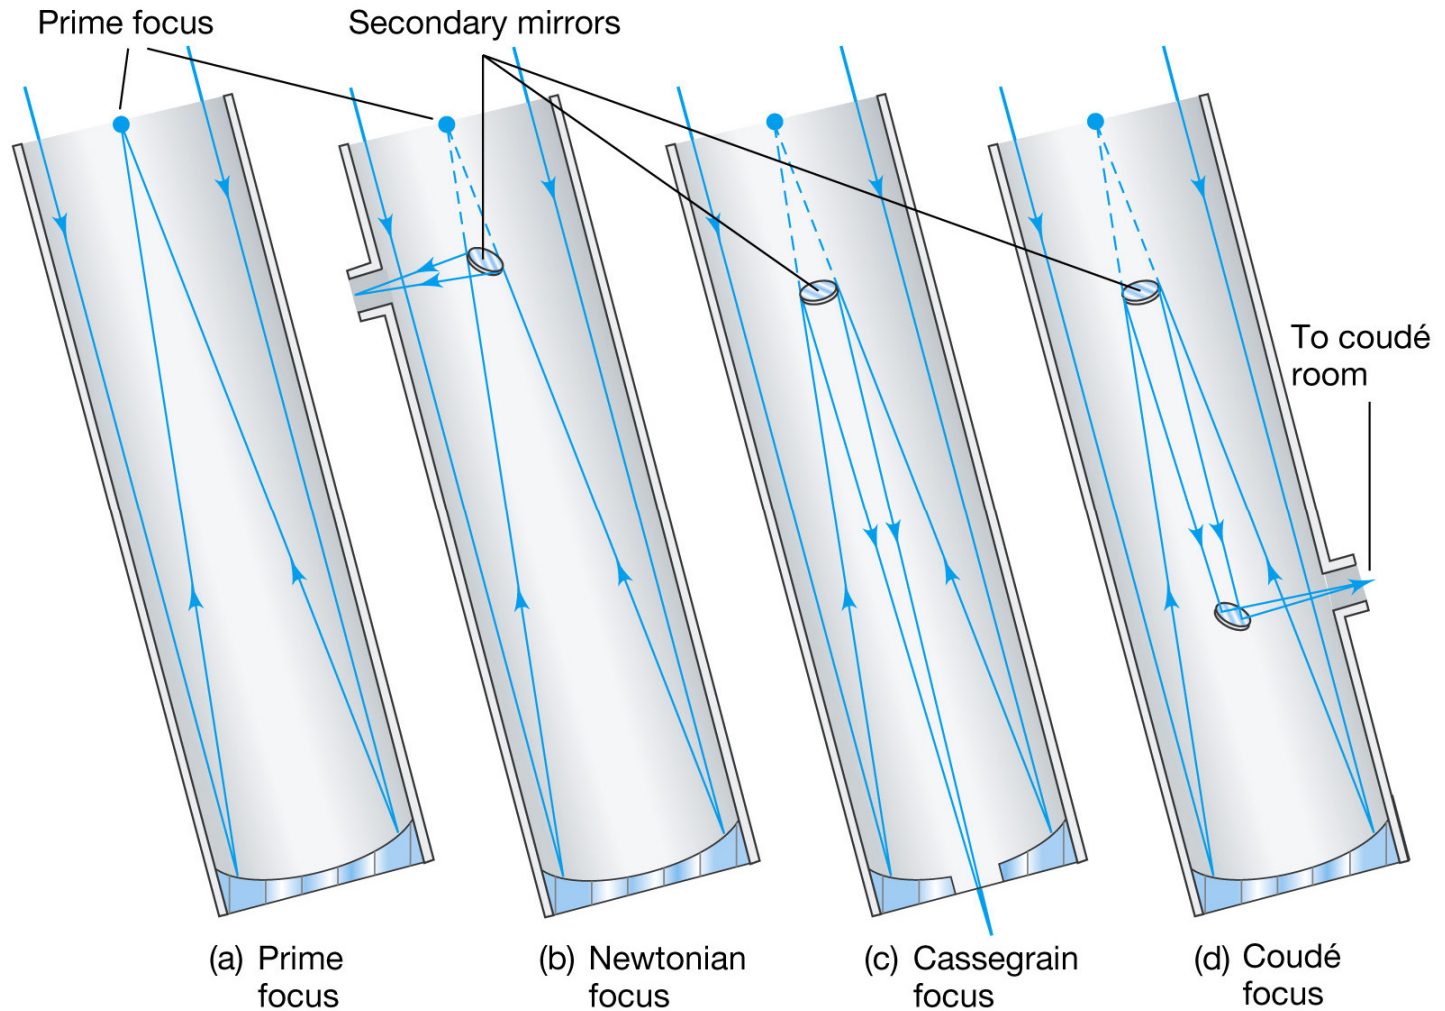 Prime focus
Secondary mirrors
To coudé
room
(a) Prime
focus
(b) Newtonian
focus
(c) Cassegrain
focus
(d) Coudé
focus